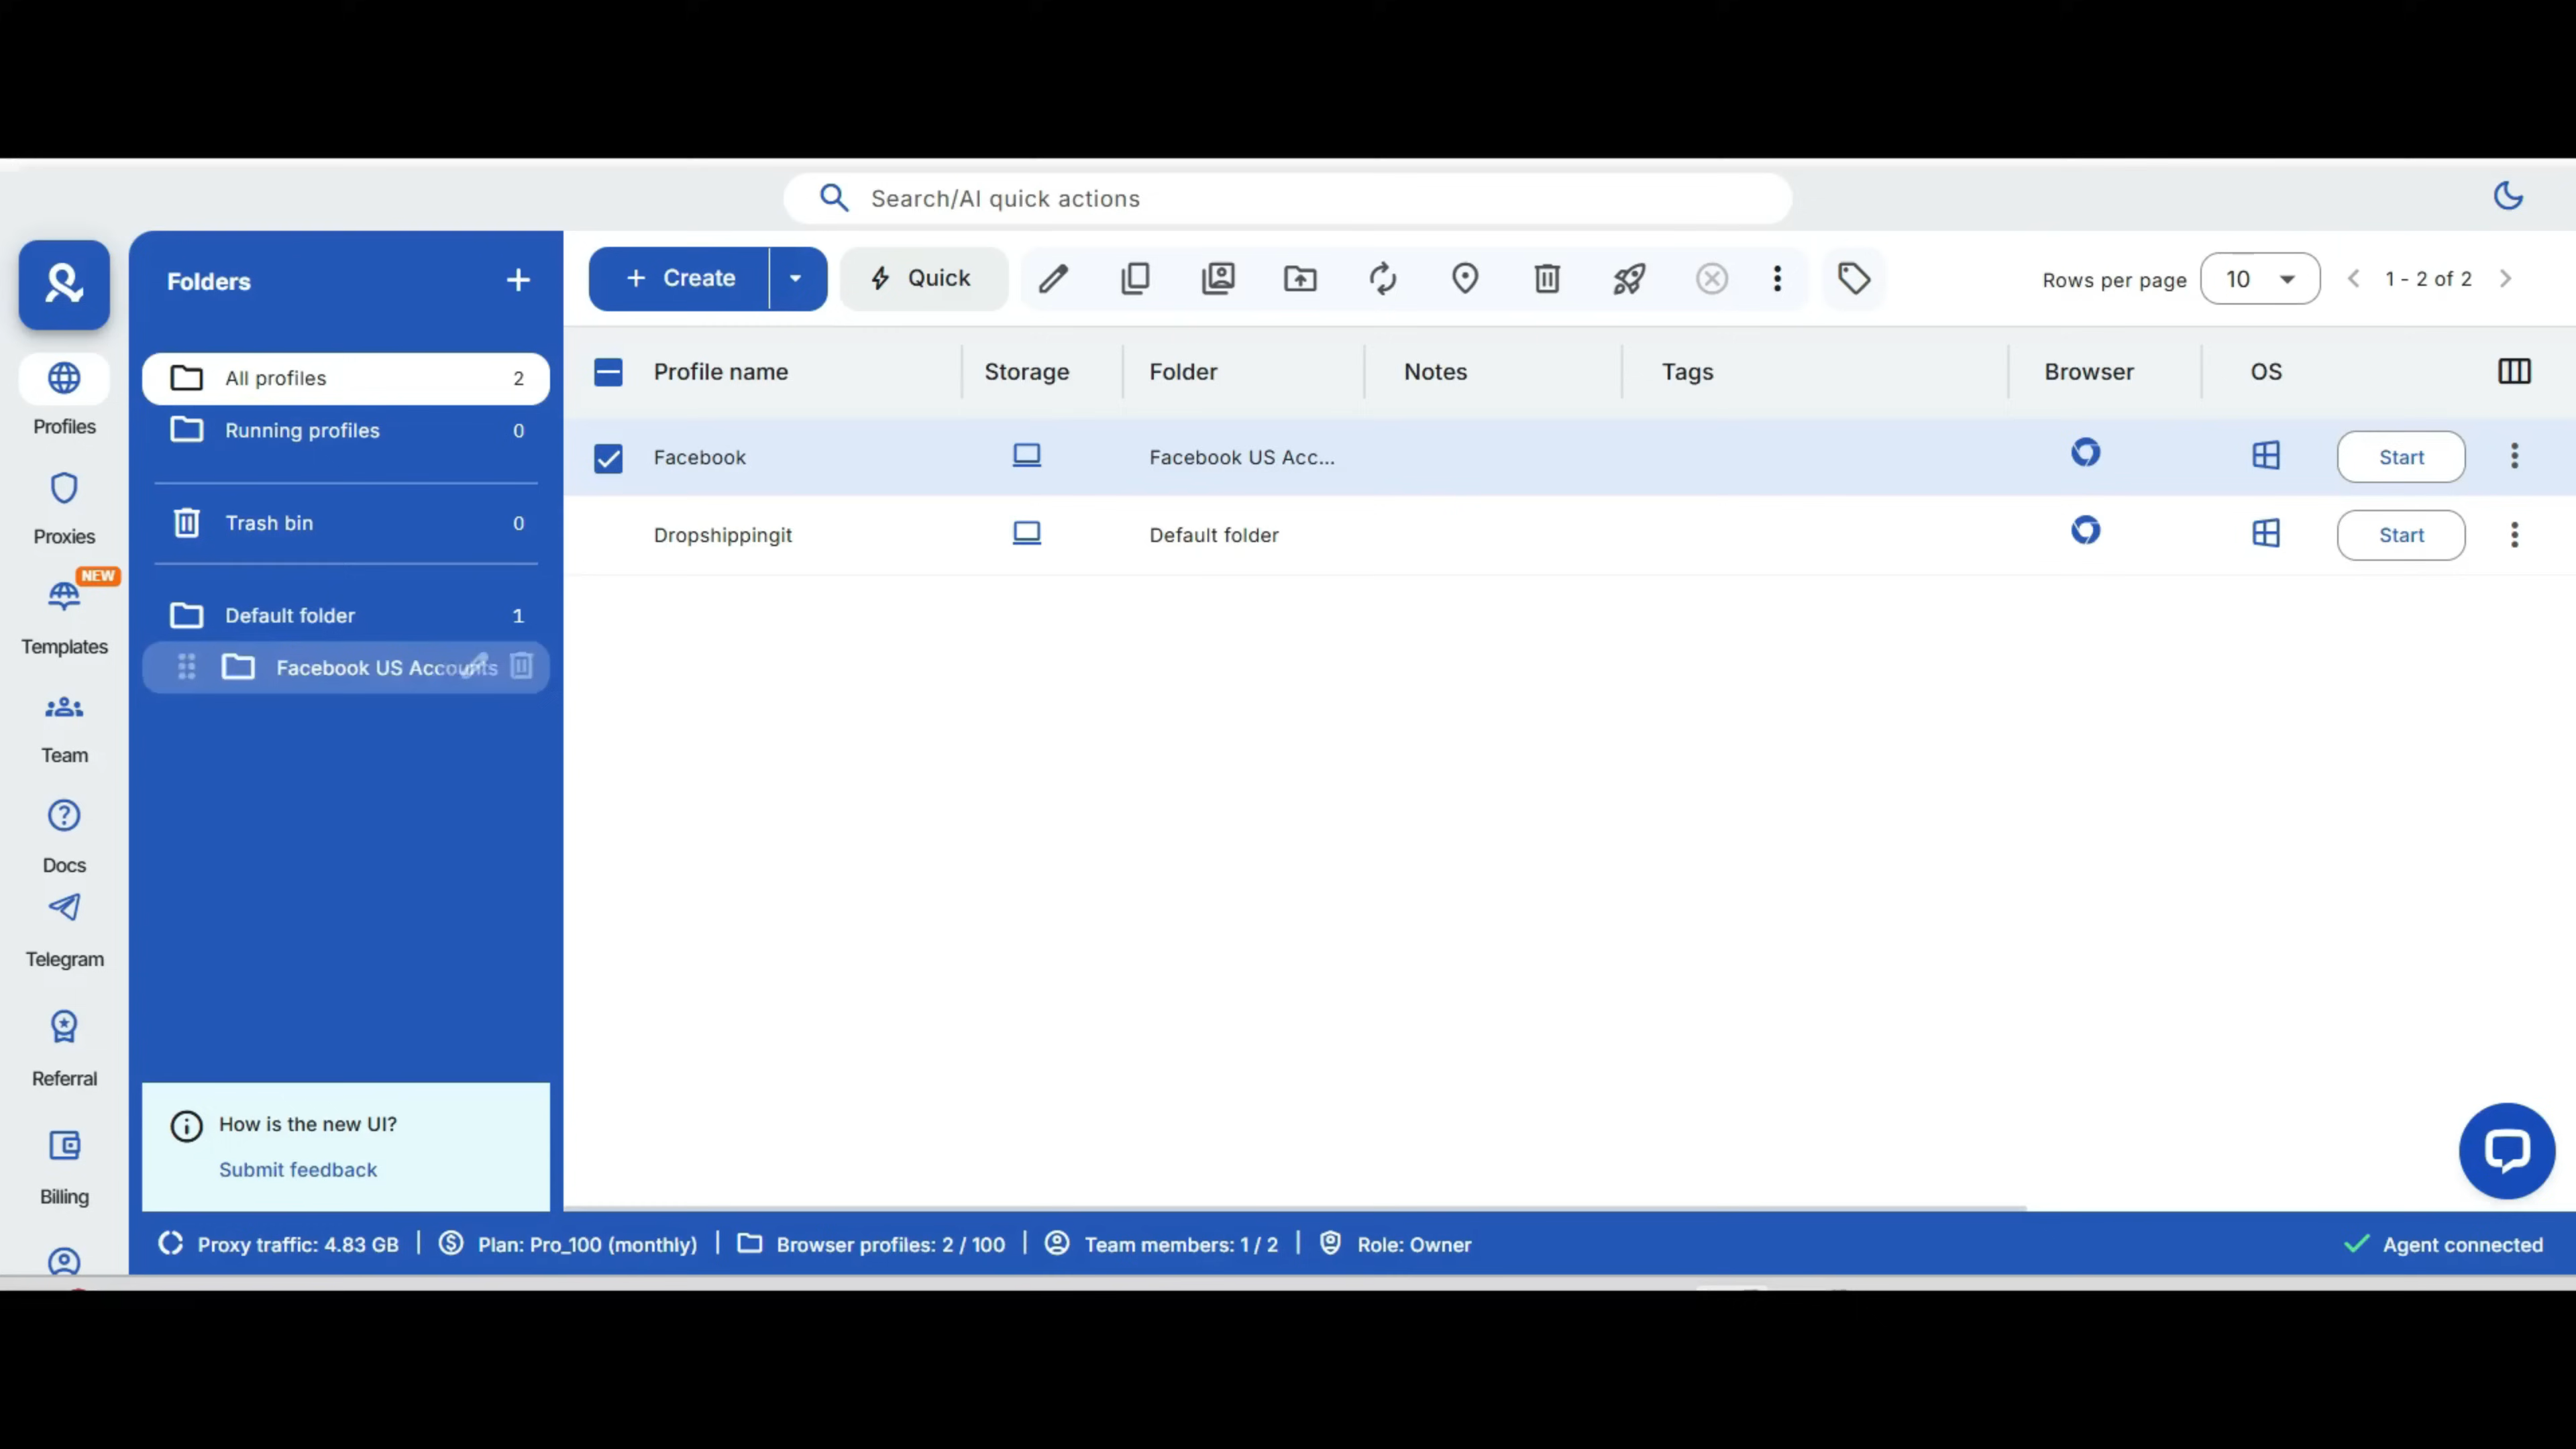 Search/AI quick actions
Folders
Create
Quick
Rows per page
10
1 - 2 of 2
All profiles
2
Profile name
Storage
Folder
Notes
Tags
Browser
OS
Profiles
Running profiles
0
Facebook
Facebook US Acc...
Start
Proxies
Trash bin
0
Dropshippingit
Default folder
Start
NEW
Templates
Default folder
1
Facebook US Accounts
Team
Docs
Telegram
Referral
How is the new UI?
Submit feedback
Billing
Proxy traffic: 4.83 GB
Plan: Pro_100 (monthly)
Browser profiles: 2 / 100
Team members: 1 / 2
Role: Owner
Agent connected